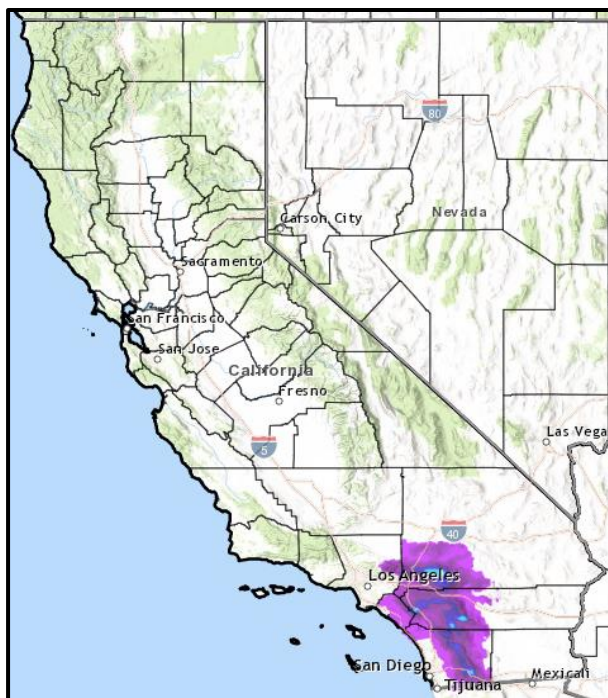 80
Carson City
Nevada
Sacramento
San Francisco
San Jose
California
Fresno
Las Vega
5
40
Los Angeles
San Diego
Tijuana
Mexicali